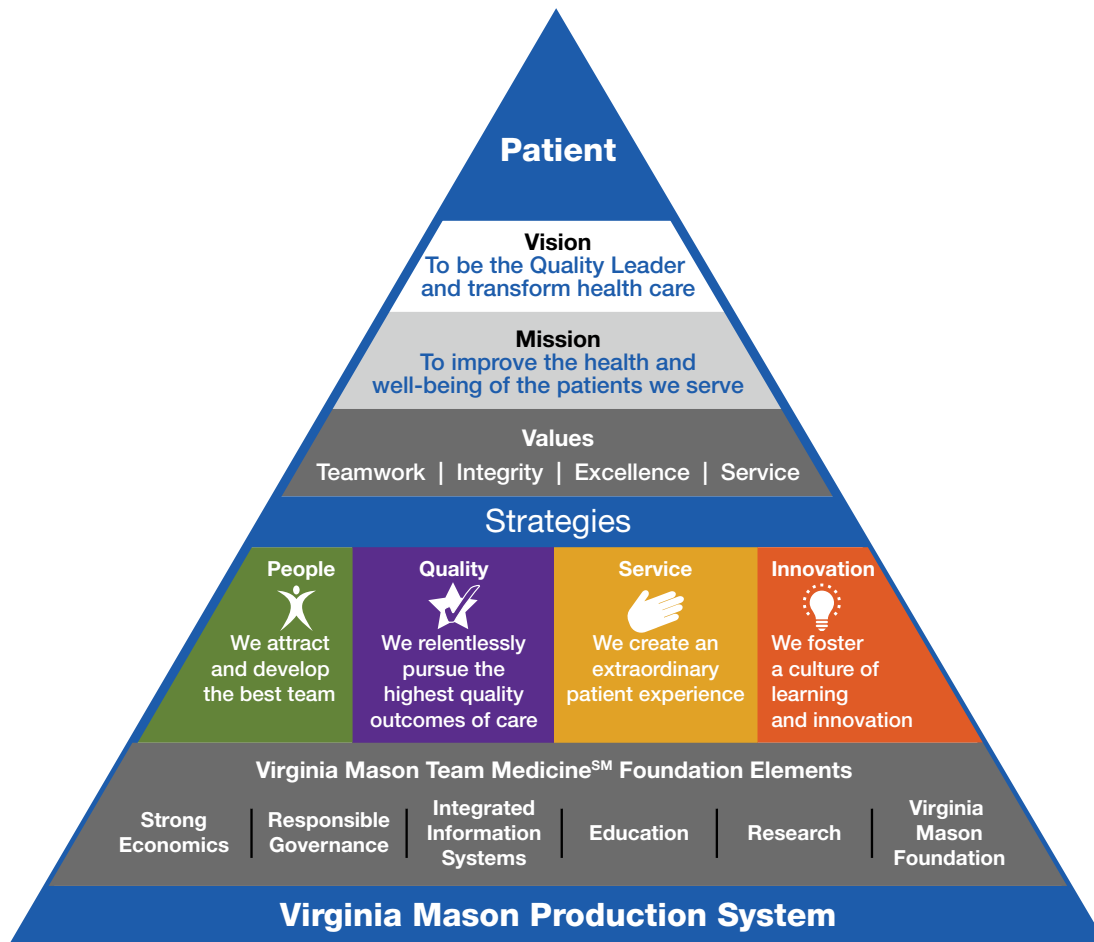 Patient
Vision
To be the Quality Leader
and transform health care
Mission
To improve the health and
well-being of the patients we serve
Values
Teamwork | Integrity | Excellence | Service
Strategies
People
We attract
and develop
the best team
Quality
We relentlessly
pursue the
highest quality
outcomes of care
Service
We create an
extraordinary
patient experience
Innovation
We foster
a culture of
learning
and innovation
Virginia Mason Team Medicine℠ Foundation Elements
Strong
Economics
Responsible
Governance
Integrated
Information
Systems
Education
Research
Virginia
Mason
Foundation
Virginia Mason Production System